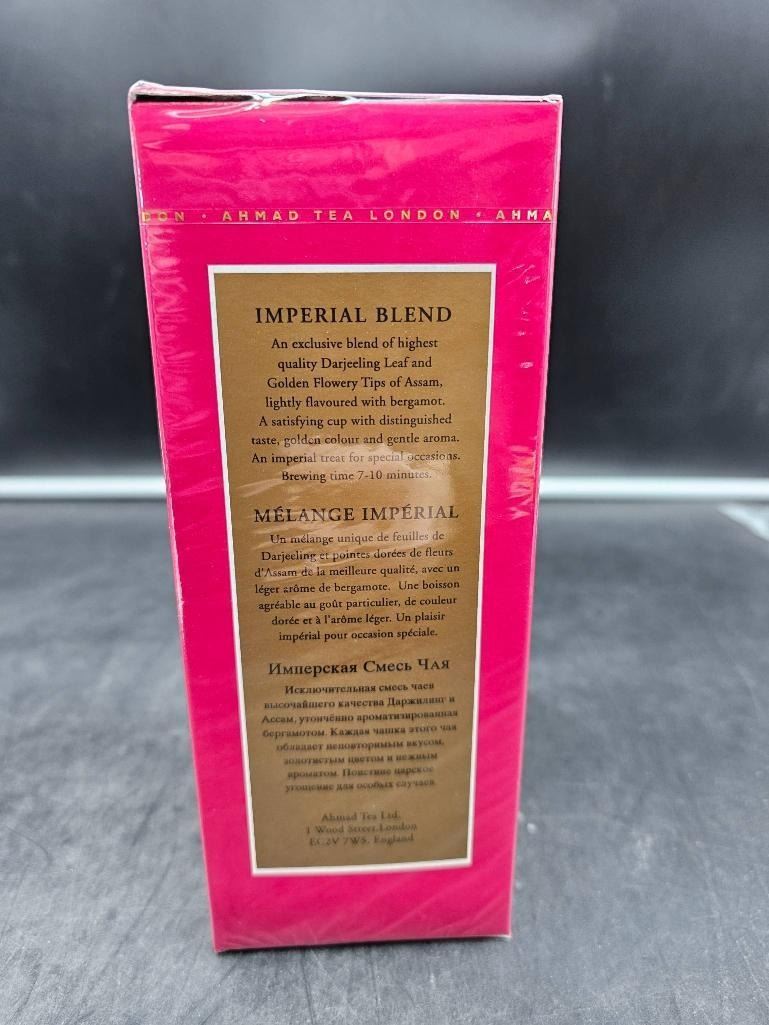 DON · AHMAD TEA LONDON · AHMA
IMPERIAL BLEND
An exclusive blend of highest
quality Darjeeling Leaf and
Golden Flowery Tips of Assam,
lightly flavoured with bergamot.
A satisfying cup with distinguished
taste, golden colour and gentle aroma.
An imperial treat for special occasions.
Brewing time 7-10 minutes.
MÉLANGE IMPÉRIAL
Un mélange unique de feuilles de
Darjeeling et pointes dorées de fleurs
d'Assam de la meilleure qualité, avec un
léger arôme de bergamote. Une boisson
agréable au goût particulier, de couleur
dorée et à l'arôme léger. Un plaisir
impérial pour occasion spéciale.
Имперская Смесь Чая
Исключительная смесь чаев
высочайшего качества Даржилинг и
Ассам, утончённо ароматизированная
бергамотом. Каждая чашка этого чая
обладает неповторимым вкусом,
золотистым цветом и нежным
ароматом. Поистине царское
угощение для особых случаев.
Ahmad Tea Ltd.
1 Wood Street,London
EC2V 7WS, England